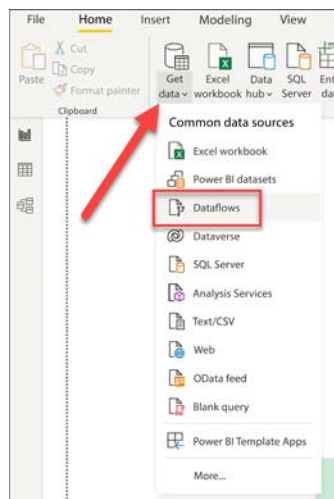 File Home Insert Modeling View
Paste
Cut
Copy
Format painter
Clipboard
Get data
Excel workbook
Data hub
SQL Server
Common data sources
Excel workbook
Power BI datasets
Dataflows
Dataverse
SQL Server
Analysis Services
Text/CSV
Web
OData feed
Blank query
Power BI Template Apps
More...